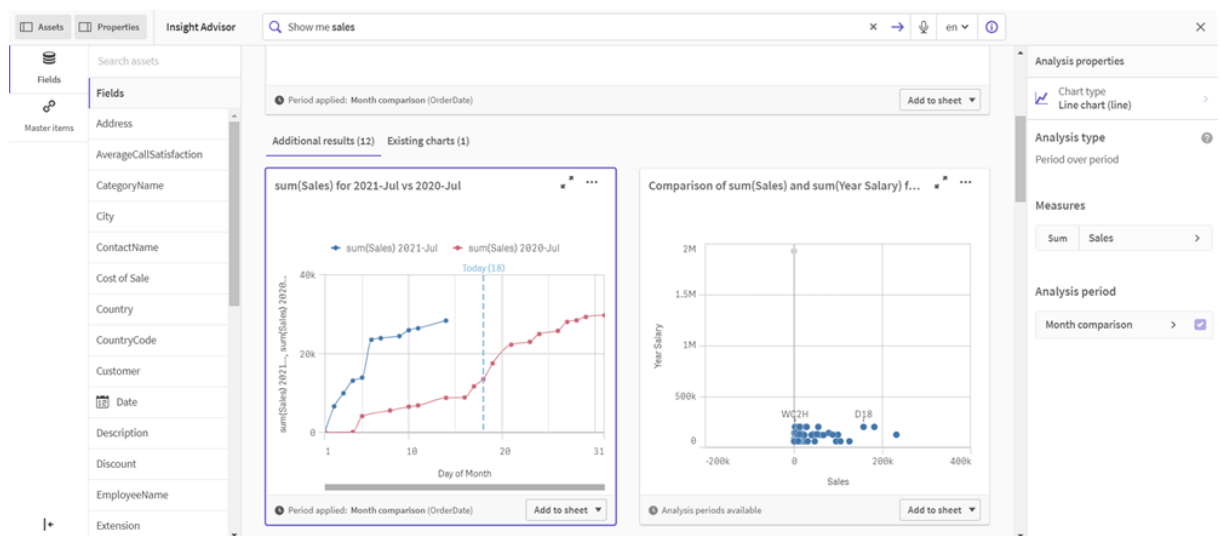 Assets
Properties
Insight Advisor
Show me sales
en
Fields
Master items
Search assets
Fields
Address
AverageCallSatisfaction
CategoryName
City
ContactName
Cost of Sale
Country
CountryCode
Customer
Date
Description
Discount
EmployeeName
Extension
Period applied: Month comparison (OrderDate)
Add to sheet
Additional results (12)
Existing charts (1)
sum(Sales) for 2021-Jul vs 2020-Jul
sum(Sales) 2021-Jul
sum(Sales) 2020-Jul
Today (18)
sum(Sales) 2021..., sum(Sales) 2020...
40k
20k
0
1
10
20
31
Day of Month
Period applied: Month comparison (OrderDate)
Add to sheet
Comparison of sum(Sales) and sum(Year Salary) f...
Year Salary
2M
1.5M
1M
500k
0
WC2H
D18
-200k
0
200k
400k
Sales
Analysis periods available
Add to sheet
Analysis properties
Chart type
Line chart (line)
Analysis type
Period over period
Measures
Sum
Sales
Analysis period
Month comparison